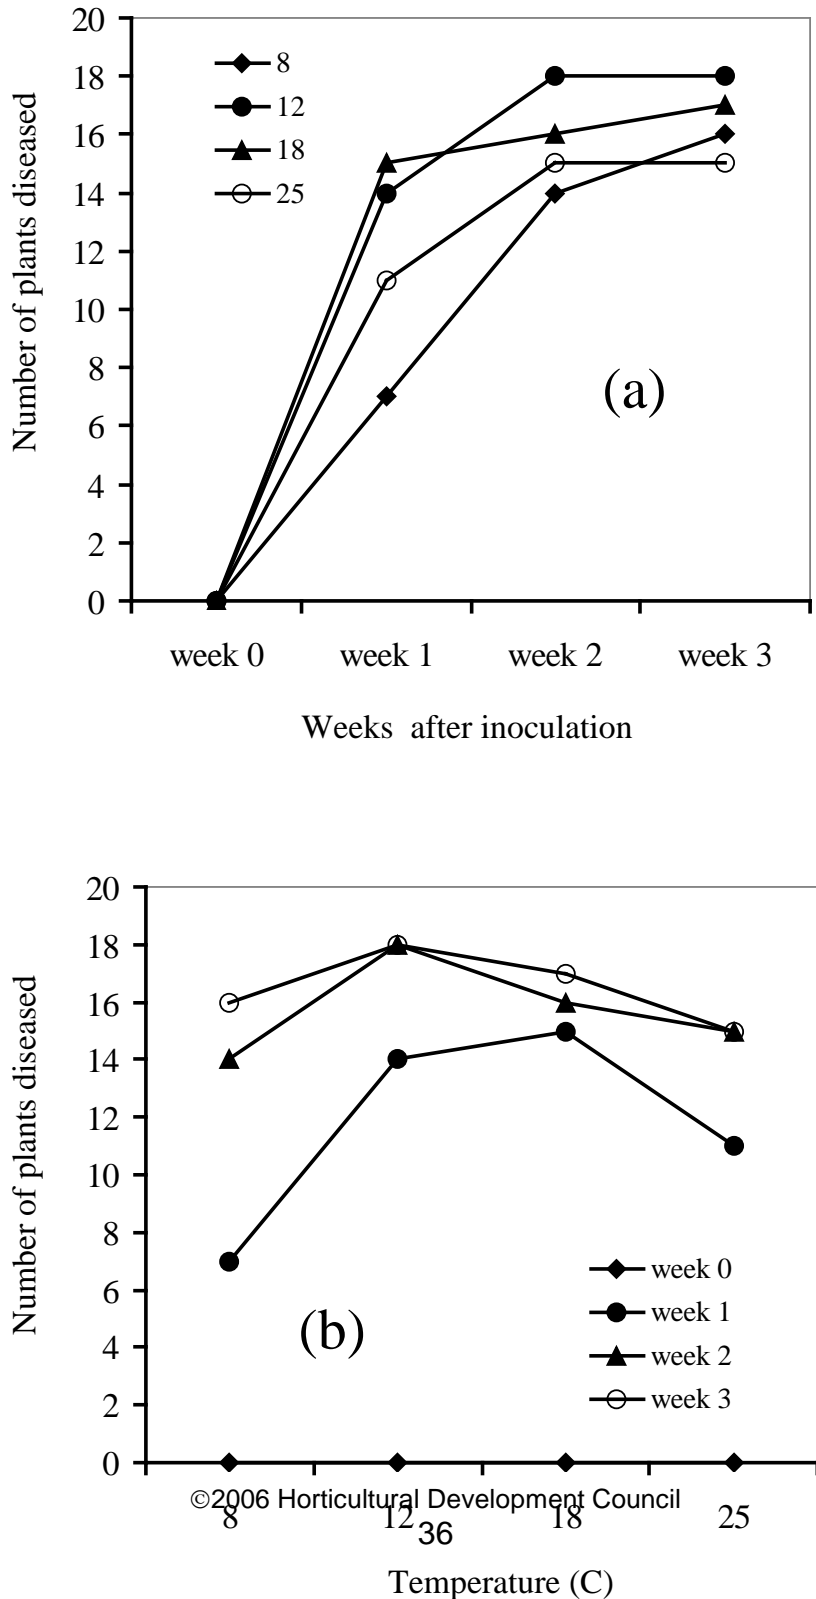 Number of plants diseased
20
18
16
14
12
10
8
6
4
2
0
8
12
18
25
(a)
week 0 week 1 week 2 week 3
Weeks after inoculation
Number of plants diseased
20
18
16
14
12
10
8
6
4
2
0
(b)
week 0
week 1
week 2
week 3
8 12 18 25
©2006 Horticultural Development Council
36
Temperature (C)